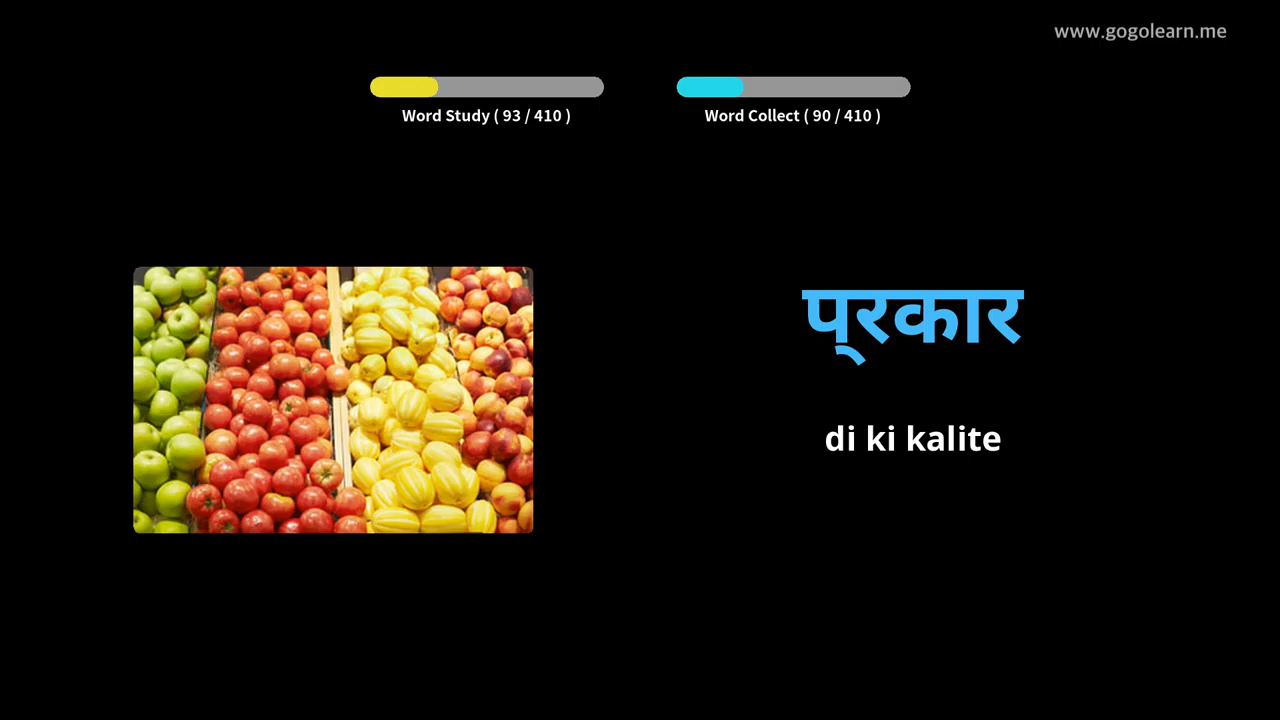 www.gogolearn.me
Word Study ( 93 / 410 )
Word Collect ( 90 / 410 )
प्रकार
di ki kalite